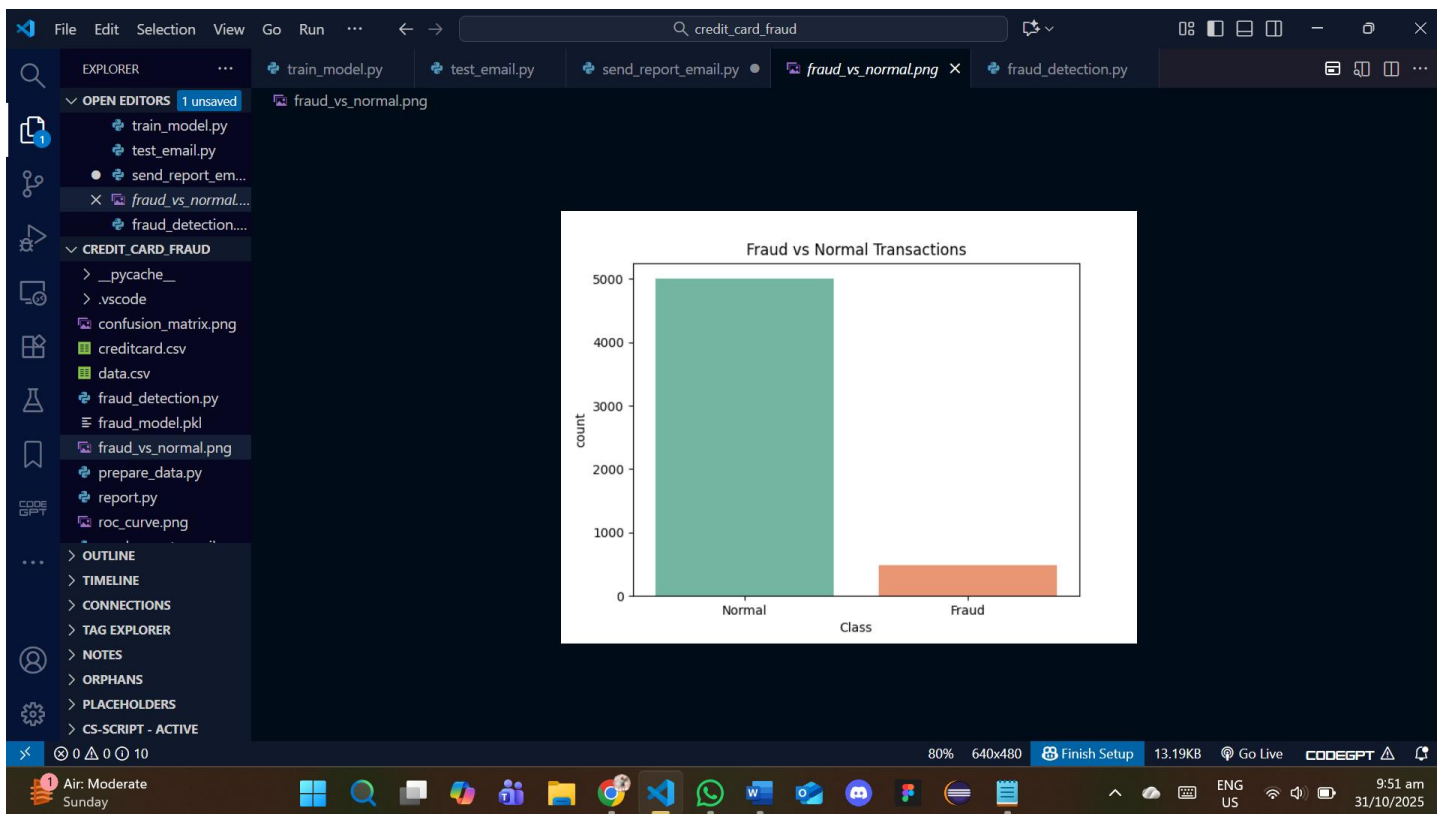 File Edit Selection View Go Run ··· credit_card_fraud
EXPLORER ···
train_model.py test_email.py send_report_email.py fraud_vs_normal.png fraud_detection.py
OPEN EDITORS 1 unsaved
train_model.py
test_email.py
send_report_em...
fraud_vs_normal....
fraud_detection....
CREDIT_CARD_FRAUD
__pycache__
.vscode
confusion_matrix.png
creditcard.csv
data.csv
fraud_detection.py
fraud_model.pkl
fraud_vs_normal.png
prepare_data.py
report.py
roc_curve.png
OUTLINE
TIMELINE
CONNECTIONS
TAG EXPLORER
NOTES
ORPHANS
PLACEHOLDERS
CS-SCRIPT - ACTIVE
1
CODE
GPT
fraud_vs_normal.png
Fraud vs Normal Transactions
5000
4000
3000
2000
1000
0
count
Normal Fraud
Class
0 0 10 80% 640x480 Finish Setup 13.19KB Go Live CODEGPT
1
Air: Moderate
Sunday
ENG
US
9:51 am
31/10/2025